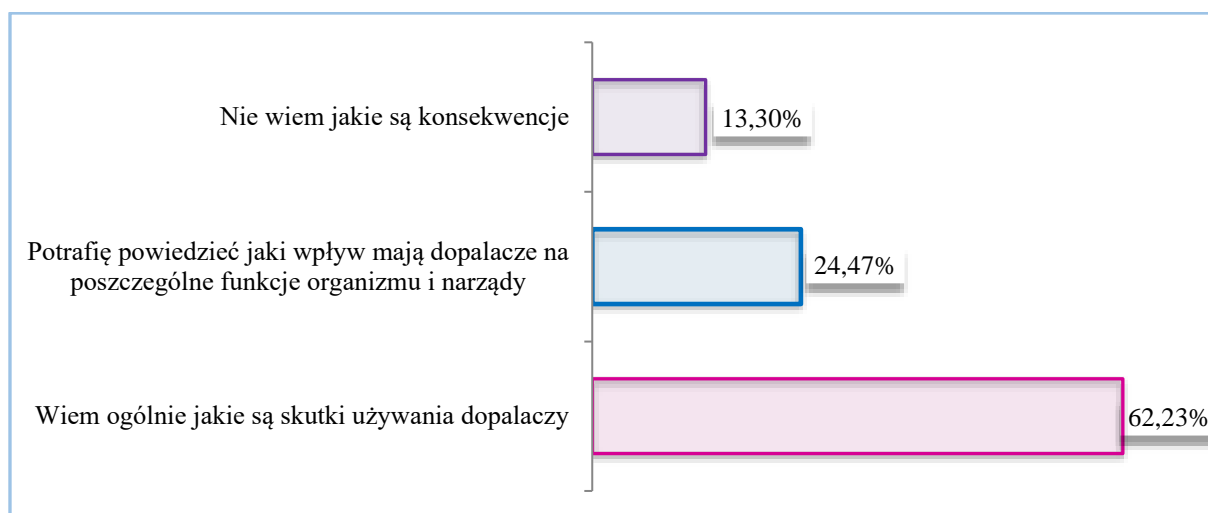 Nie wiem jakie są konsekwencje
13,30%
Potrafię powiedzieć jaki wpływ mają dopalacze na
poszczególne funkcje organizmu i narządy
24,47%
Wiem ogólnie jakie są skutki używania dopalaczy
62,23%